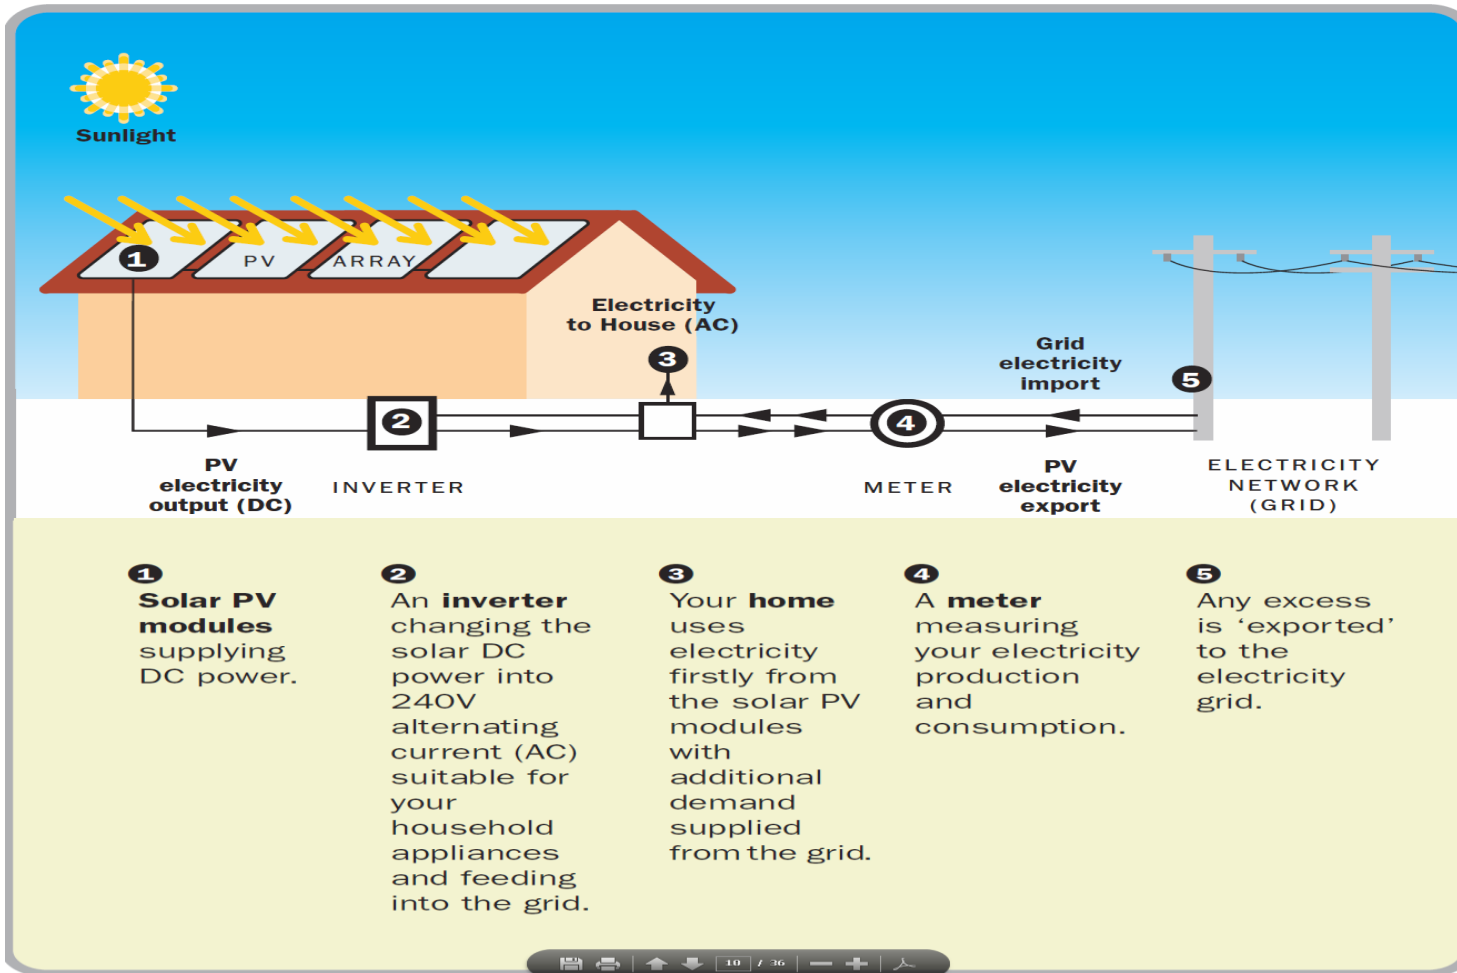 Sunlight
1
PV ARRAY
Electricity
to House (AC)
3
Grid
electricity
import
5
2
4
PV
electricity
output (DC)
INVERTER
METER
PV
electricity
export
ELECTRICITY
NETWORK
(GRID)
1
Solar PV
modules
supplying
DC power.
2
An inverter
changing the
solar DC
power into
240V
alternating
current (AC)
suitable for
your
household
appliances
and feeding
into the grid.
3
Your home
uses
electricity
firstly from
the solar PV
modules
with
additional
demand
supplied
from the grid.
4
A meter
measuring
your electricity
production
and
consumption.
5
Any excess
is ‘exported’
to the
electricity
grid.
10 / 36